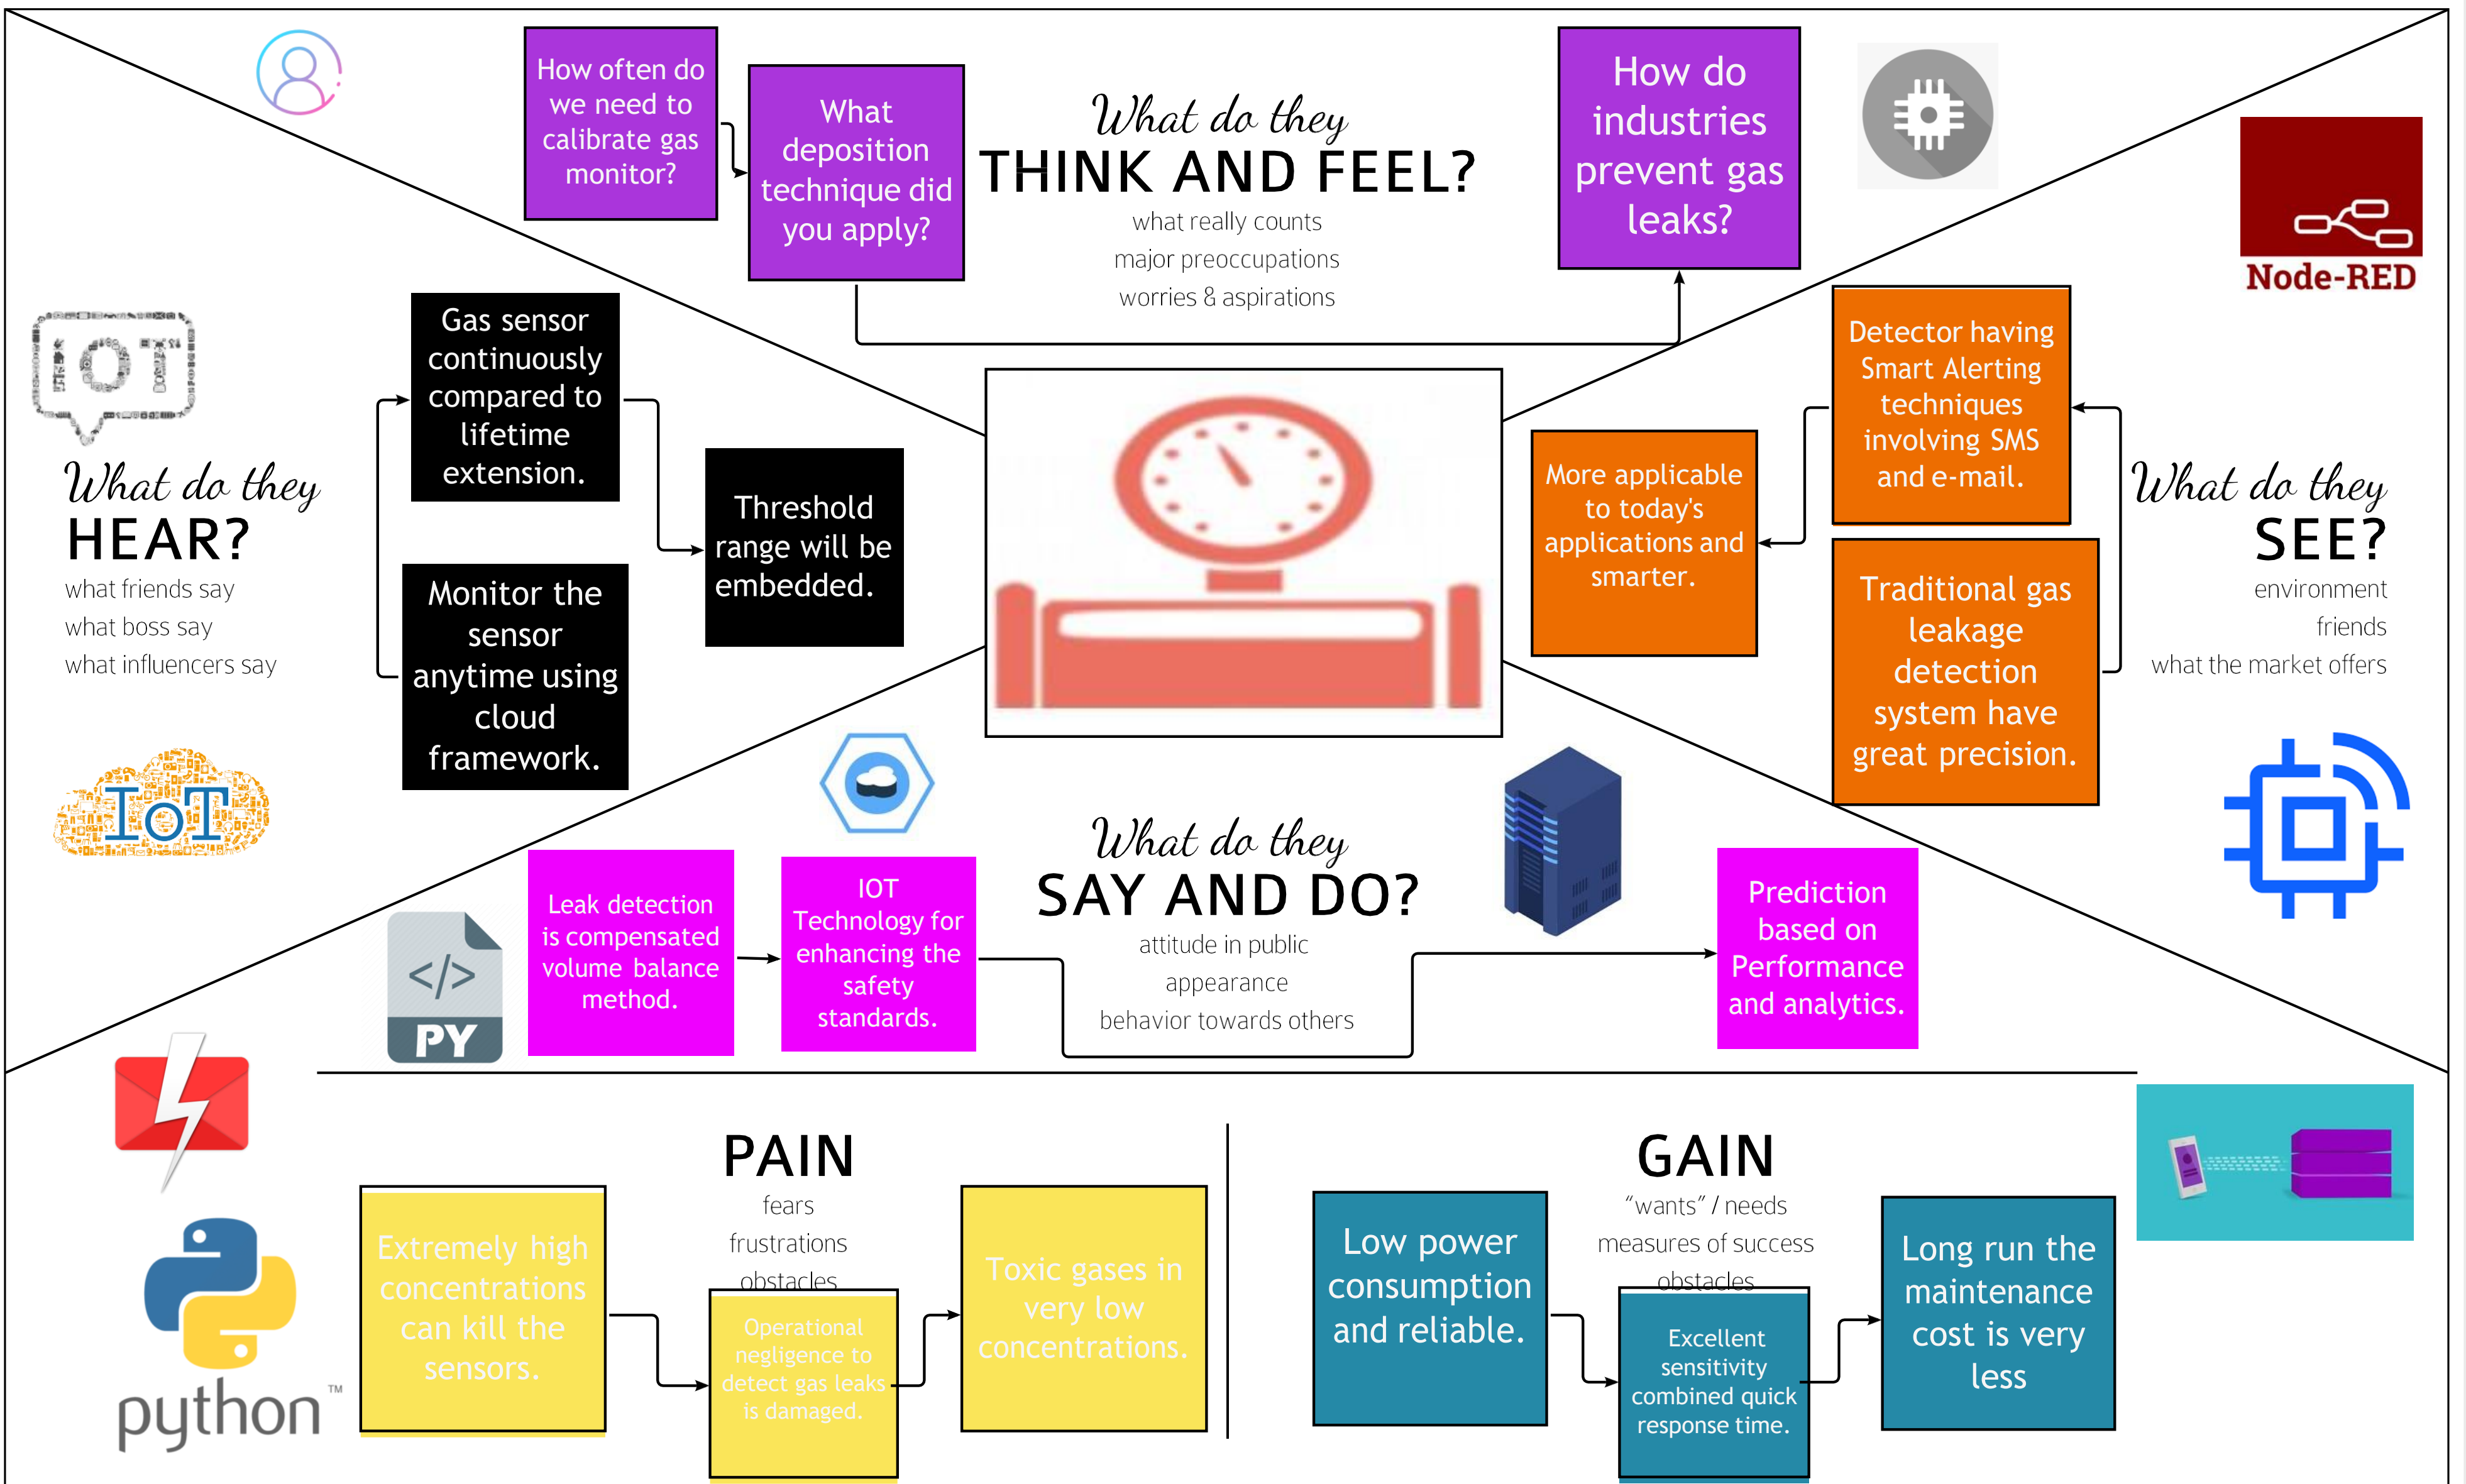 How often do
we need to
calibrate gas
monitor?
What
deposition
technique did
you apply?
What do they
THINK AND FEEL?
what really counts
major preoccupations
worries & aspirations
How do
industries
prevent gas
leaks?
Node-RED
IOT
What do they
HEAR?
what friends say
what boss say
what influencers say
Gas sensor
continuously
compared to
lifetime
extension.
Monitor the
sensor
anytime using
cloud
framework.
Threshold
range will be
embedded.
IoT
More applicable
to today's
applications and
smarter.
Detector having
Smart Alerting
techniques
involving SMS
and e-mail.
Traditional gas
leakage
detection
system have
great precision.
What do they
SEE?
environment
friends
what the market offers
</>
PY
Leak detection
is compensated
volume balance
method.
IOT
Technology for
enhancing the
safety
standards.
What do they
SAY AND DO?
attitude in public
appearance
behavior towards others
Prediction
based on
Performance
and analytics.
python™
PAIN
fears
frustrations
obstacles
Extremely high
concentrations
can kill the
sensors.
Operational
negligence to
detect gas leaks
is damaged.
Toxic gases in
very low
concentrations.
GAIN
“wants” / needs
measures of success
obstacles
Low power
consumption
and reliable.
Excellent
sensitivity
combined quick
response time.
Long run the
maintenance
cost is very
less